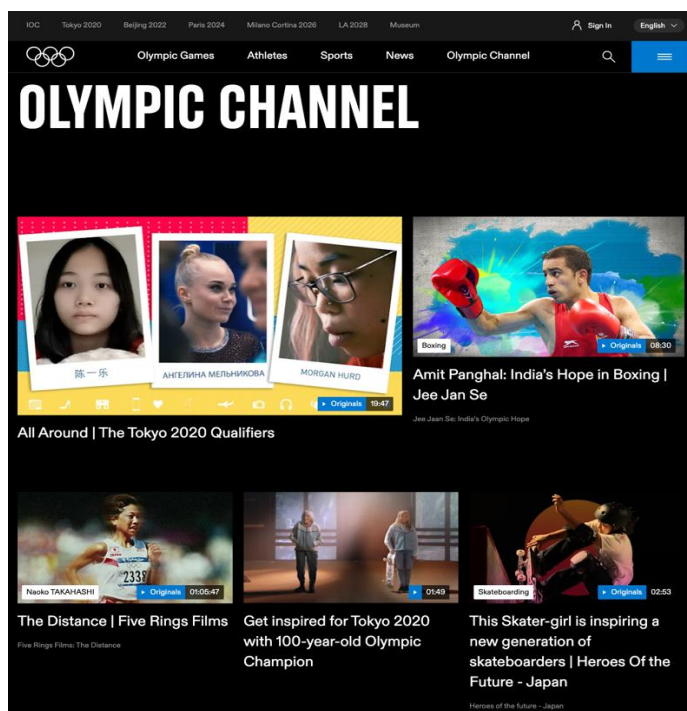 IOC Tokyo 2020 Beijing 2022 Paris 2024 Milano Cortina 2026 LA 2028 Museum Sign In English
Olympic Games Athletes Sports News Olympic Channel
OLYMPIC CHANNEL
陈一乐
АНГЕЛИНА МЕЛЬНИКОВА
MORGAN HURD
Originals 19:47
All Around | The Tokyo 2020 Qualifiers
Boxing
Originals 08:30
Amit Panghal: India's Hope in Boxing |
Jee Jan Se
Jee Jaan Se: India's Olympic Hope
2338
Naoko TAKAHASHI
Originals 01:05:47
The Distance | Five Rings Films
Five Rings Films: The Distance
01:49
Get inspired for Tokyo 2020
with 100-year-old Olympic
Champion
Skateboarding
Originals 02:53
This Skater-girl is inspiring a
new generation of
skateboarders | Heroes Of the
Future - Japan
Heroes of the future - Japan